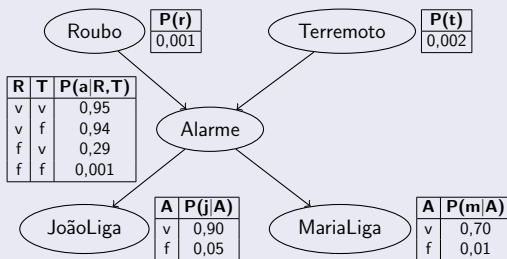 Roubo
P(r)
0,001
Terremoto
P(t)
0,002
R T P(a|R,T)
v v 0,95
v f 0,94
f v 0,29
f f 0,001
Alarme
JoãoLiga
A P(j|A)
v 0,90
f 0,05
MariaLiga
A P(m|A)
v 0,70
f 0,01